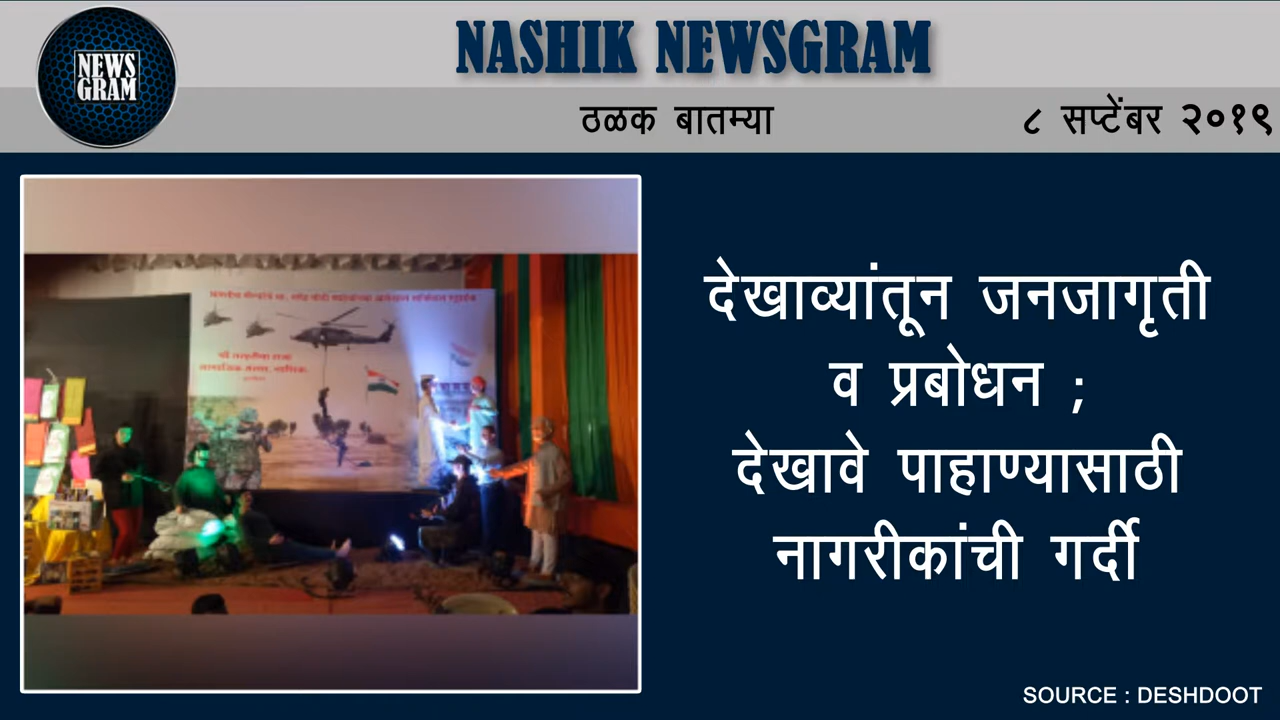 NEWS
GRAM
NASHIK NEWSGRAM
ठळक बातम्या
८ सप्टेंबर २०१९
देखाव्यांतून जनजागृती
व प्रबोधन ;
देखावे पाहाण्यासाठी
नागरीकांची गर्दी
SOURCE : DESHDOOT